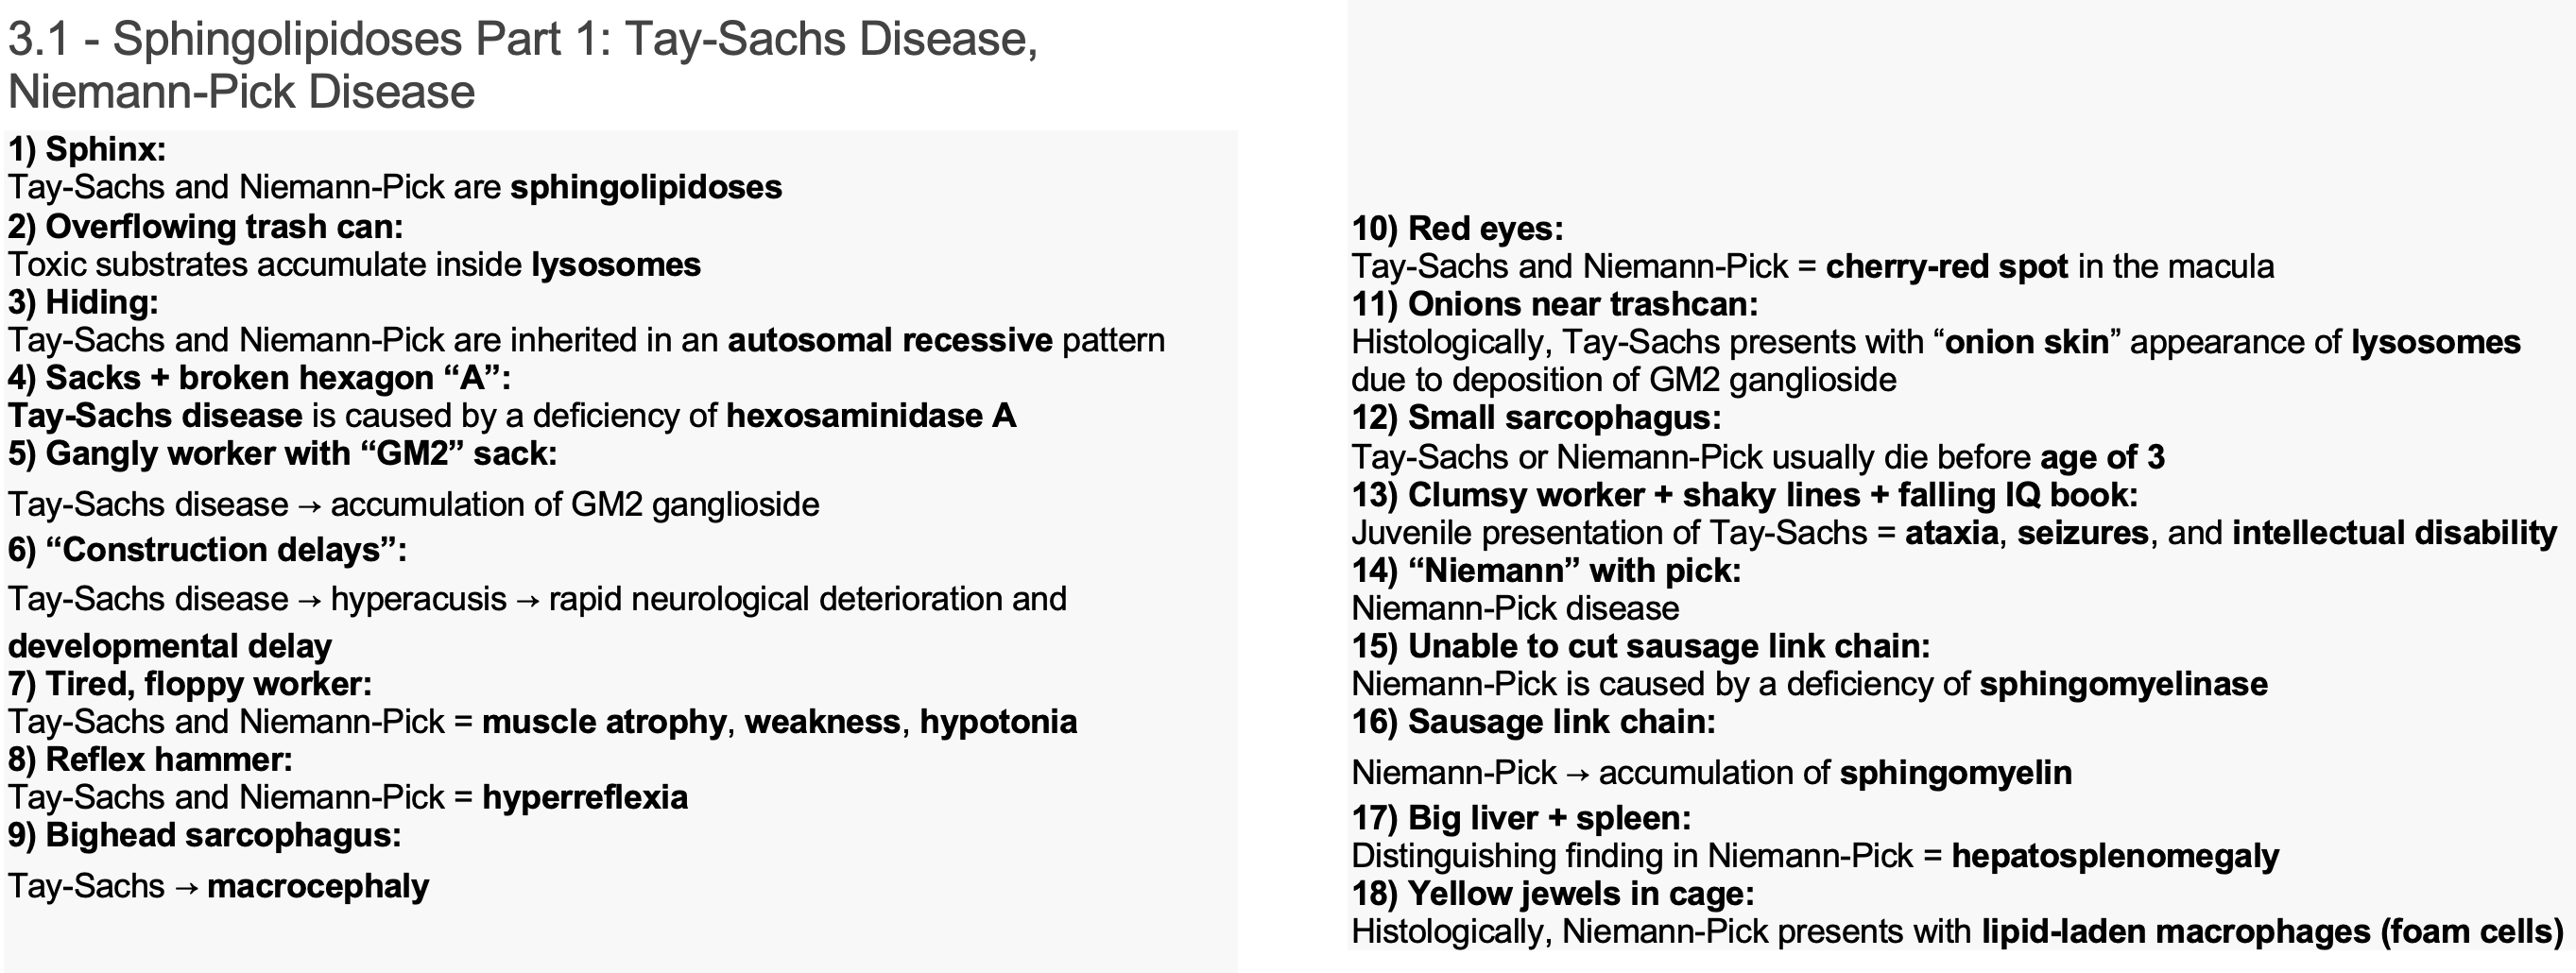 3.1 - Sphingolipidoses Part 1: Tay-Sachs Disease,
Niemann-Pick Disease
1) Sphinx:
Tay-Sachs and Niemann-Pick are sphingolipidoses
2) Overflowing trash can:
Toxic substrates accumulate inside lysosomes
3) Hiding:
Tay-Sachs and Niemann-Pick are inherited in an autosomal recessive pattern
4) Sacks + broken hexagon “A”:
Tay-Sachs disease is caused by a deficiency of hexosaminidase A
5) Gangly worker with “GM2” sack:
Tay-Sachs disease → accumulation of GM2 ganglioside
6) “Construction delays”:
Tay-Sachs disease → hyperacusis → rapid neurological deterioration and
developmental delay
7) Tired, floppy worker:
Tay-Sachs and Niemann-Pick = muscle atrophy, weakness, hypotonia
8) Reflex hammer:
Tay-Sachs and Niemann-Pick = hyperreflexia
9) Bighead sarcophagus:
Tay-Sachs → macrocephaly
10) Red eyes:
Tay-Sachs and Niemann-Pick = cherry-red spot in the macula
11) Onions near trashcan:
Histologically, Tay-Sachs presents with “onion skin” appearance of lysosomes
due to deposition of GM2 ganglioside
12) Small sarcophagus:
Tay-Sachs or Niemann-Pick usually die before age of 3
13) Clumsy worker + shaky lines + falling IQ book:
Juvenile presentation of Tay-Sachs = ataxia, seizures, and intellectual disability
14) “Niemann” with pick:
Niemann-Pick disease
15) Unable to cut sausage link chain:
Niemann-Pick is caused by a deficiency of sphingomyelinase
16) Sausage link chain:
Niemann-Pick → accumulation of sphingomyelin
17) Big liver + spleen:
Distinguishing finding in Niemann-Pick = hepatosplenomegaly
18) Yellow jewels in cage:
Histologically, Niemann-Pick presents with lipid-laden macrophages (foam cells)